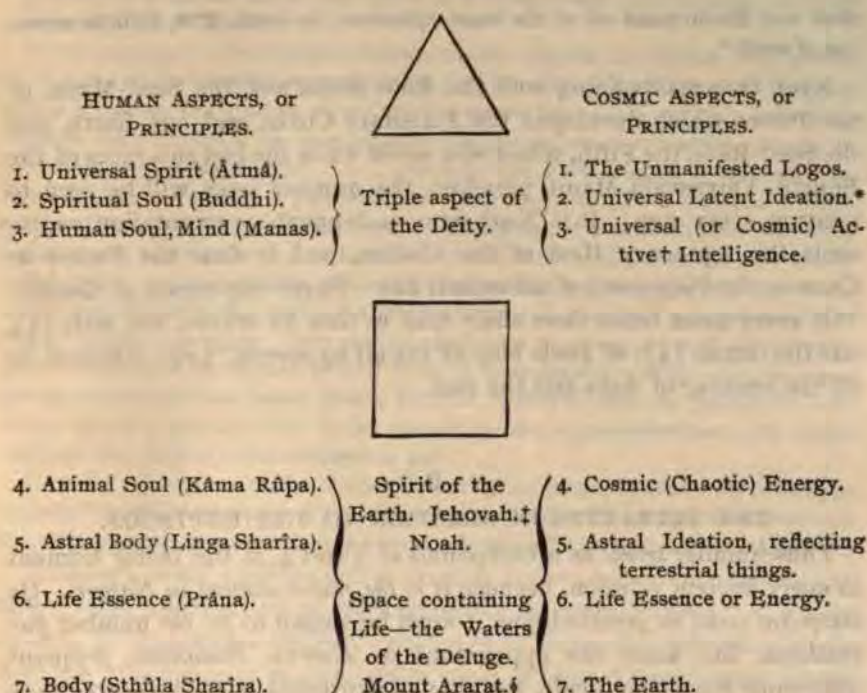 HUMAN ASPECTS, OR
PRINCIPLES.
COSMIC ASPECTS, OR
PRINCIPLES.
1. Universal Spirit (Âtmâ).
2. Spiritual Soul (Buddhi).
3. Human Soul, Mind (Manas).
Triple aspect of
the Deity.
1. The Unmanifested Logos.
2. Universal Latent Ideation.*
3. Universal (or Cosmic) Ac-
tive† Intelligence.
4. Animal Soul (Kâma Rûpa).
5. Astral Body (Linga Sharîra).
6. Life Essence (Prâna).
7. Body (Sthûla Sharîra).
Spirit of the
Earth. Jehovah.‡
Noah.
Space containing
Life—the Waters
of the Deluge.
Mount Ararat.§
4. Cosmic (Chaotic) Energy.
5. Astral Ideation, reflecting
terrestrial things.
6. Life Essence or Energy.
7. The Earth.